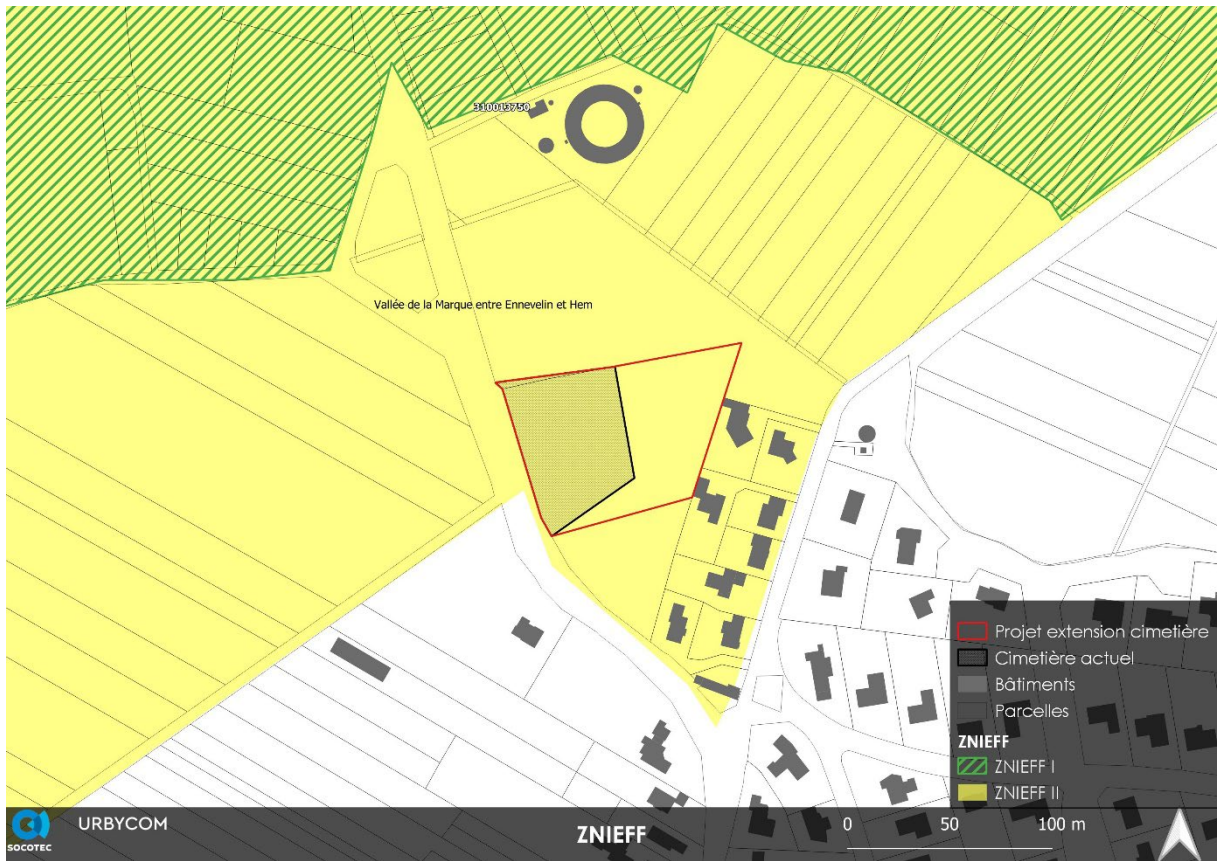 310013750
Vallée de la Marque entre Ennevelin et Hem
Projet extension cimetière
Cimetière actuel
Bâtiments
Parcelles
ZNIEFF
ZNIEFF I
ZNIEFF II
SOCOTEC
URBYCOM
ZNIEFF
0 50 100 m